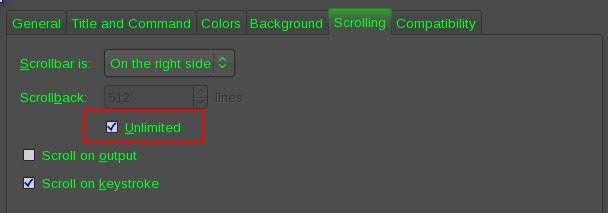 General Title and Command Colors Background Scrolling Compatibility
Scrollbar is: On the right side
Scrollback: 512 lines
Unlimited
Scroll on output
Scroll on keystroke